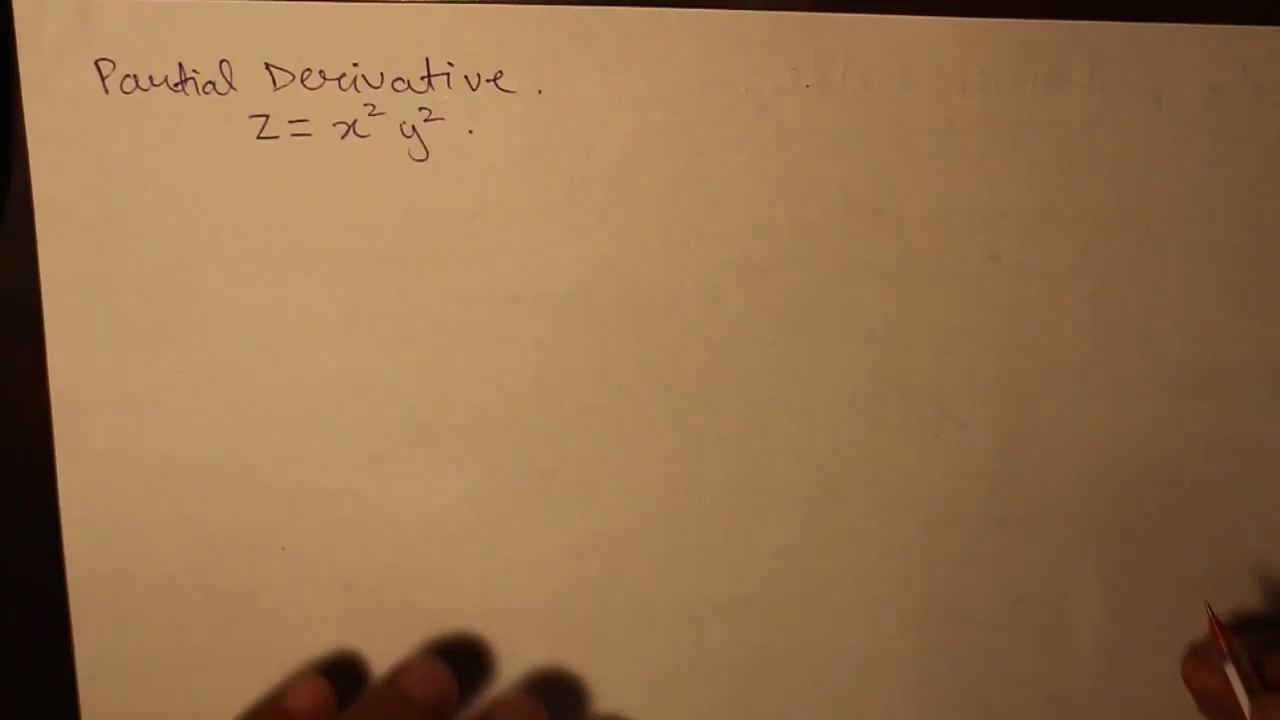 Partial Derivative.
z = x² y².